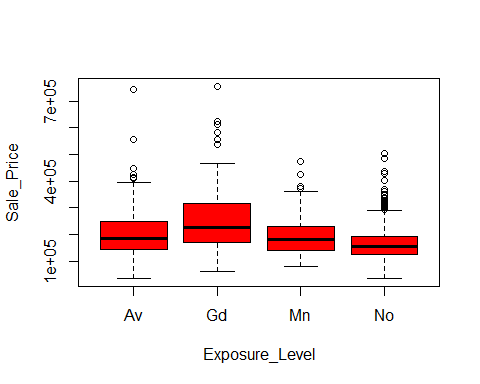 7e+05
4e+05
1e+05
Sale_Price
Av Gd Mn No
Exposure_Level